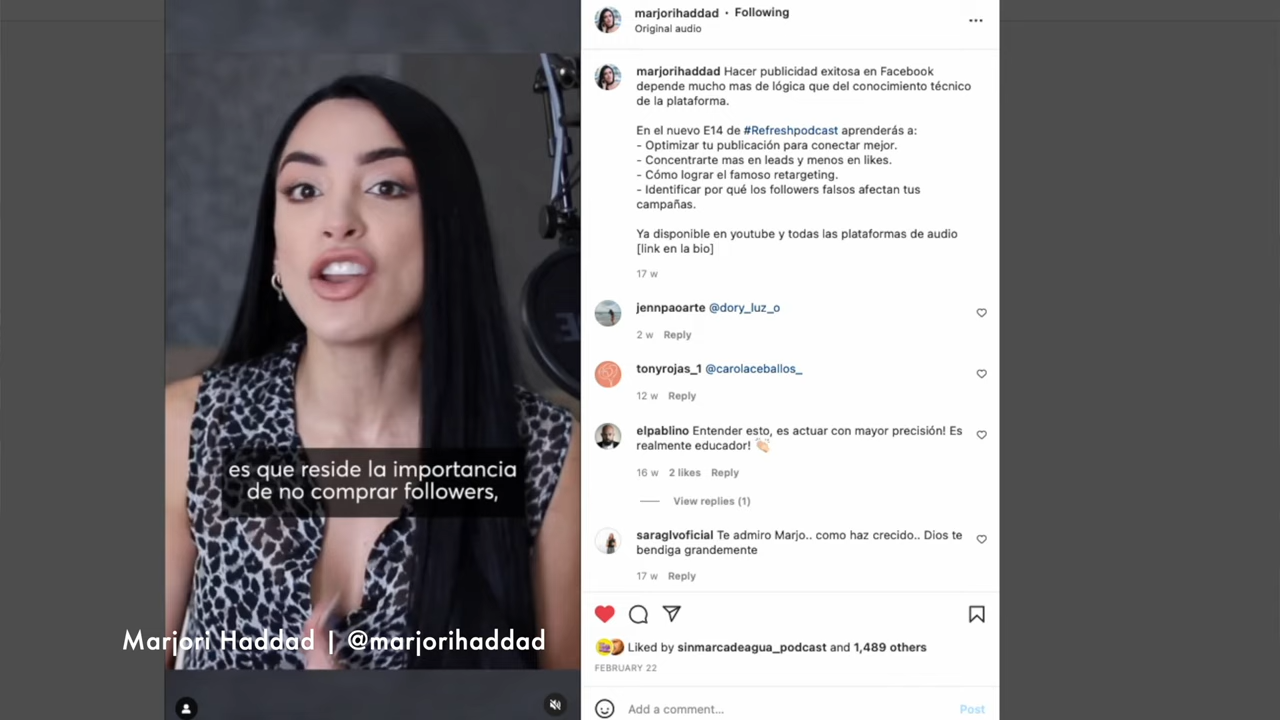 marjorihaddad • Following
Original audio
marjorihaddad Hacer publicidad exitosa en Facebook
depende mucho mas de lógica que del conocimiento técnico
de la plataforma.
En el nuevo E14 de #Refreshpodcast aprenderás a:
- Optimizar tu publicación para conectar mejor.
- Concentrarte mas en leads y menos en likes.
- Cómo lograr el famoso retargeting.
- Identificar por qué los followers falsos afectan tus
campañas.
Ya disponible en youtube y todas las plataformas de audio
[link en la bio]
17 w
jennpaoarte @dory_luz_o
2 w Reply
tonyrojas_1 @carolaceballos_
12 w Reply
elpablino Entender esto, es actuar con mayor precisión! Es
realmente educador! 👏🏻
16 w 2 likes Reply
View replies (1)
saraglvoficial Te admiro Marjo.. como haz crecido.. Dios te
bendiga grandemente
17 w Reply
Liked by sinmarcadeagua_podcast and 1,489 others
FEBRUARY 22
Add a comment...
Post
es que reside la importancia
de no comprar followers,
Marjori Haddad | @marjorihaddad